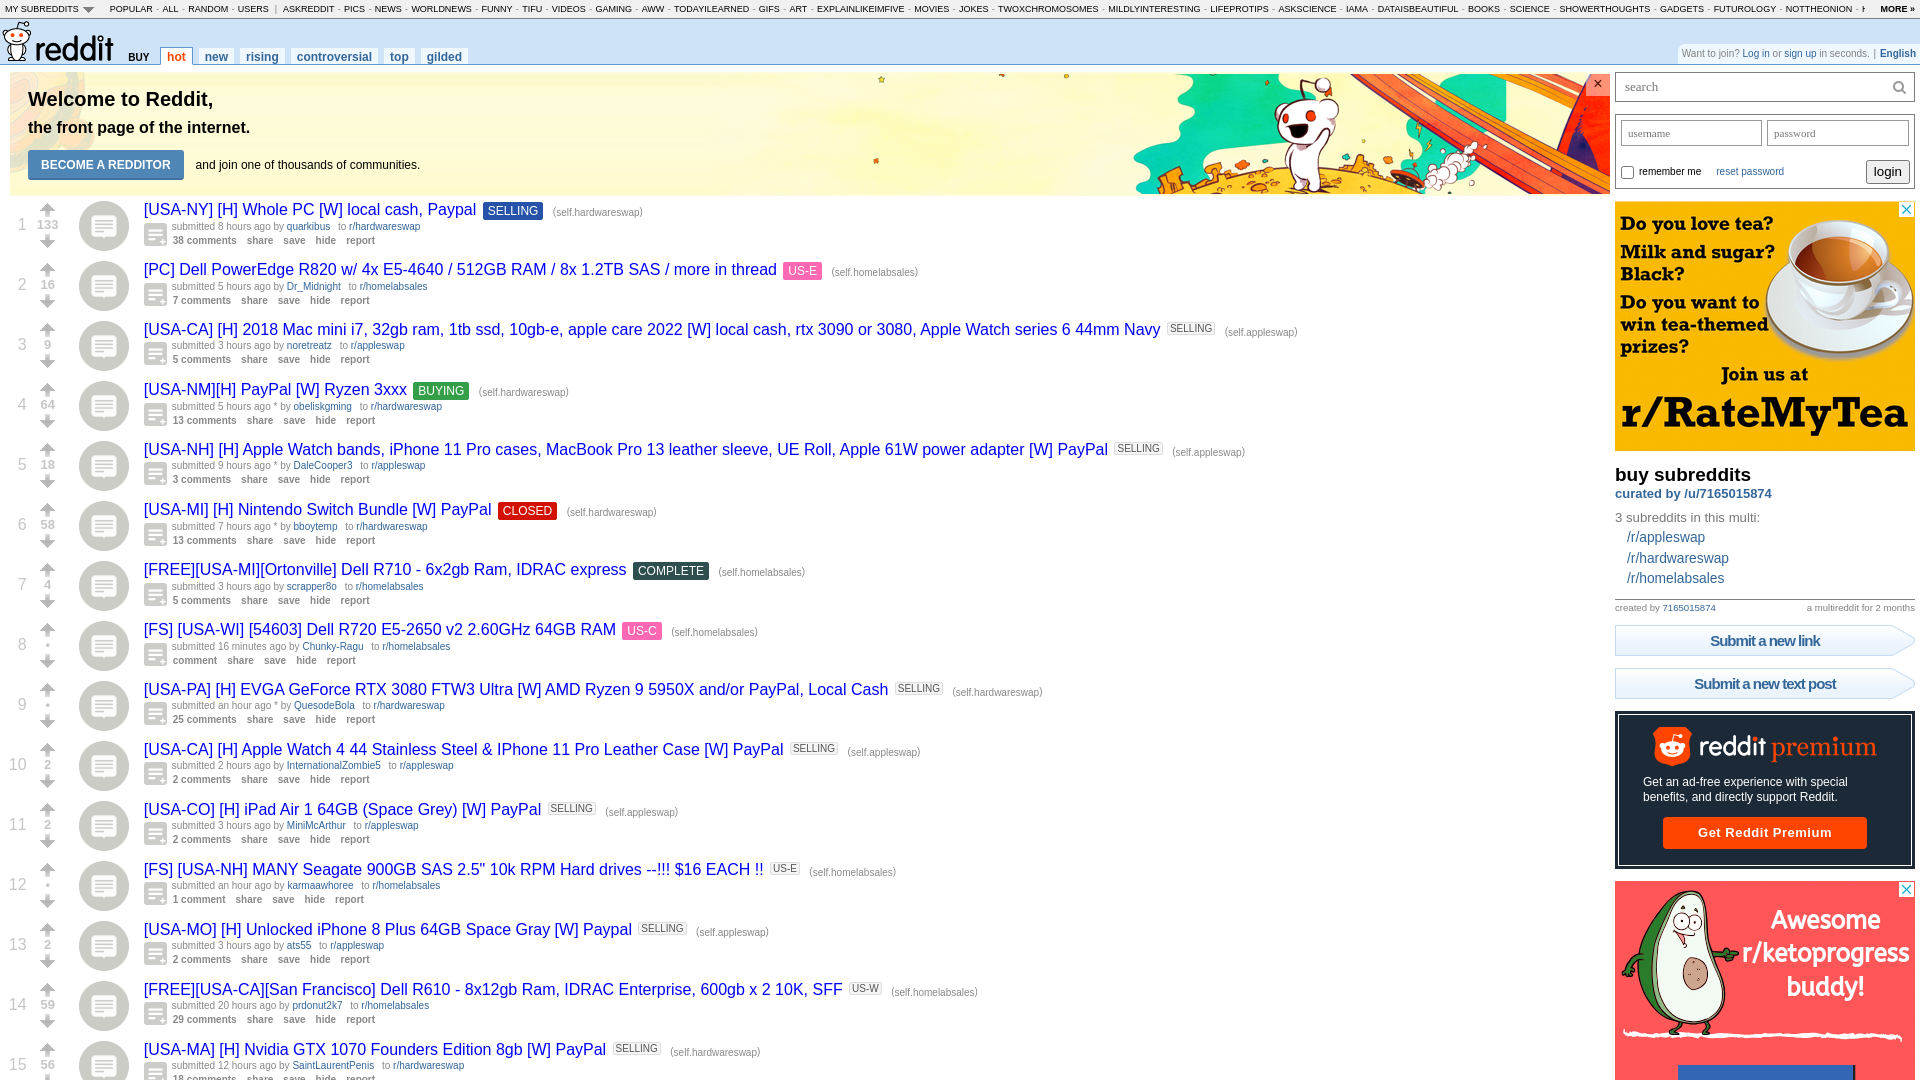 MY SUBREDDITS POPULAR - ALL - RANDOM - USERS | ASKREDDIT - PICS - NEWS - WORLDNEWS - FUNNY - TIFU - VIDEOS - GAMING - AWW - TODAYILEARNED - GIFS - ART - EXPLAINLIKEIMFIVE - MOVIES - JOKES - TWOXCHROMOSOMES - MILDLYINTERESTING - LIFEPROTIPS - ASKSCIENCE - IAMA - DATAISBEAUTIFUL - BOOKS - SCIENCE - SHOWERTHOUGHTS - GADGETS - FUTUROLOGY - NOTTHEONION - MORE »
reddit BUY hot new rising controversial top gilded
Want to join? Log in or sign up in seconds. | English
Welcome to Reddit,
the front page of the internet.
BECOME A REDDITOR and join one of thousands of communities.
×
1 133 [USA-NY] [H] Whole PC [W] local cash, Paypal SELLING (self.hardwareswap)
submitted 8 hours ago by quarkibus to r/hardwareswap
38 comments share save hide report
2 16 [PC] Dell PowerEdge R820 w/ 4x E5-4640 / 512GB RAM / 8x 1.2TB SAS / more in thread US-E (self.homelabsales)
submitted 5 hours ago by Dr_Midnight to r/homelabsales
7 comments share save hide report
3 9 [USA-CA] [H] 2018 Mac mini i7, 32gb ram, 1tb ssd, 10gb-e, apple care 2022 [W] local cash, rtx 3090 or 3080, Apple Watch series 6 44mm Navy SELLING (self.appleswap)
submitted 3 hours ago by noretreatz to r/appleswap
5 comments share save hide report
4 64 [USA-NM][H] PayPal [W] Ryzen 3xxx BUYING (self.hardwareswap)
submitted 5 hours ago * by obeliskgming to r/hardwareswap
13 comments share save hide report
5 18 [USA-NH] [H] Apple Watch bands, iPhone 11 Pro cases, MacBook Pro 13 leather sleeve, UE Roll, Apple 61W power adapter [W] PayPal SELLING (self.appleswap)
submitted 9 hours ago * by DaleCooper3 to r/appleswap
3 comments share save hide report
6 58 [USA-MI] [H] Nintendo Switch Bundle [W] PayPal CLOSED (self.hardwareswap)
submitted 7 hours ago * by bboytemp to r/hardwareswap
13 comments share save hide report
7 4 [FREE][USA-MI][Ortonville] Dell R710 - 6x2gb Ram, IDRAC express COMPLETE (self.homelabsales)
submitted 3 hours ago by scrapper8o to r/homelabsales
5 comments share save hide report
8 • [FS] [USA-WI] [54603] Dell R720 E5-2650 v2 2.60GHz 64GB RAM US-C (self.homelabsales)
submitted 16 minutes ago by Chunky-Ragu to r/homelabsales
comment share save hide report
9 • [USA-PA] [H] EVGA GeForce RTX 3080 FTW3 Ultra [W] AMD Ryzen 9 5950X and/or PayPal, Local Cash SELLING (self.hardwareswap)
submitted an hour ago * by QuesodeBola to r/hardwareswap
25 comments share save hide report
10 2 [USA-CA] [H] Apple Watch 4 44 Stainless Steel & IPhone 11 Pro Leather Case [W] PayPal SELLING (self.appleswap)
submitted 2 hours ago by InternationalZombie5 to r/appleswap
2 comments share save hide report
11 2 [USA-CO] [H] iPad Air 1 64GB (Space Grey) [W] PayPal SELLING (self.appleswap)
submitted 3 hours ago by MiniMcArthur to r/appleswap
2 comments share save hide report
12 • [FS] [USA-NH] MANY Seagate 900GB SAS 2.5" 10k RPM Hard drives --!!! $16 EACH !! US-E (self.homelabsales)
submitted an hour ago by karmaawhoree to r/homelabsales
1 comment share save hide report
13 2 [USA-MO] [H] Unlocked iPhone 8 Plus 64GB Space Gray [W] Paypal SELLING (self.appleswap)
submitted 3 hours ago by ats55 to r/appleswap
2 comments share save hide report
14 59 [FREE][USA-CA][San Francisco] Dell R610 - 8x12gb Ram, IDRAC Enterprise, 600gb x 2 10K, SFF US-W (self.homelabsales)
submitted 20 hours ago by prdonut2k7 to r/homelabsales
29 comments share save hide report
15 56 [USA-MA] [H] Nvidia GTX 1070 Founders Edition 8gb [W] PayPal SELLING (self.hardwareswap)
submitted 12 hours ago by SaintLaurentPenis to r/hardwareswap
18 comments share save hide report
search
username password
remember me reset password login
Do you love tea?
Milk and sugar?
Black?
Do you want to
win tea-themed
prizes?
Join us at
r/RateMyTea
buy subreddits
curated by /u/7165015874
3 subreddits in this multi:
/r/appleswap
/r/hardwareswap
/r/homelabsales
created by 7165015874 a multireddit for 2 months
Submit a new link
Submit a new text post
reddit premium
Get an ad-free experience with special
benefits, and directly support Reddit.
Get Reddit Premium
Awesome
r/ketoprogress
buddy!